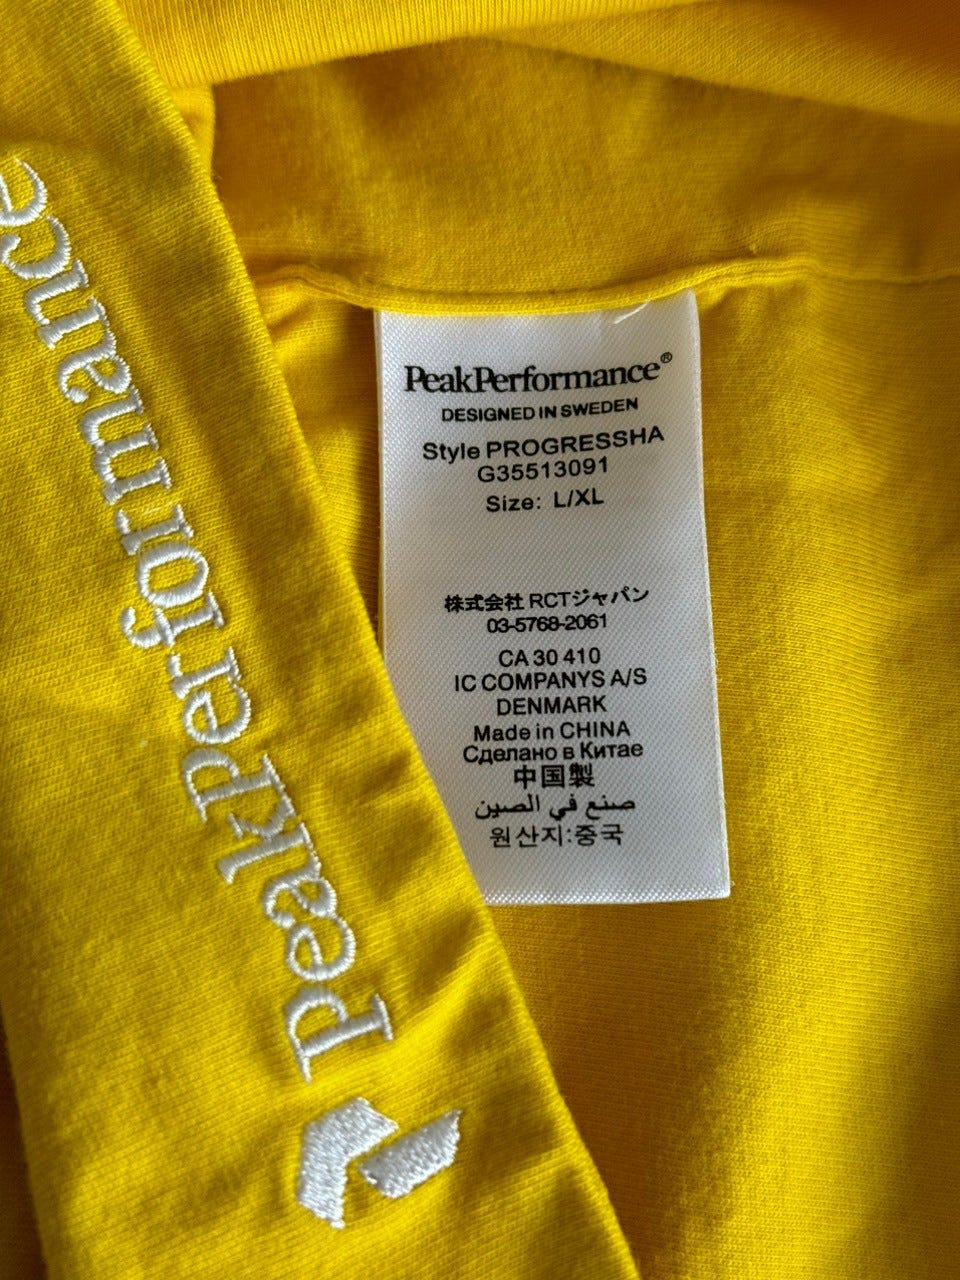 PeakPerformance
PeakPerformance®
DESIGNED IN SWEDEN
Style PROGRESSHA
G35513091
Size: L/XL
株式会社 RCTジャパン
03-5768-2061
CA 30 410
IC COMPANYS A/S
DENMARK
Made in CHINA
Сделано в Китае
中国製
صنع في الصين
원산지:중국